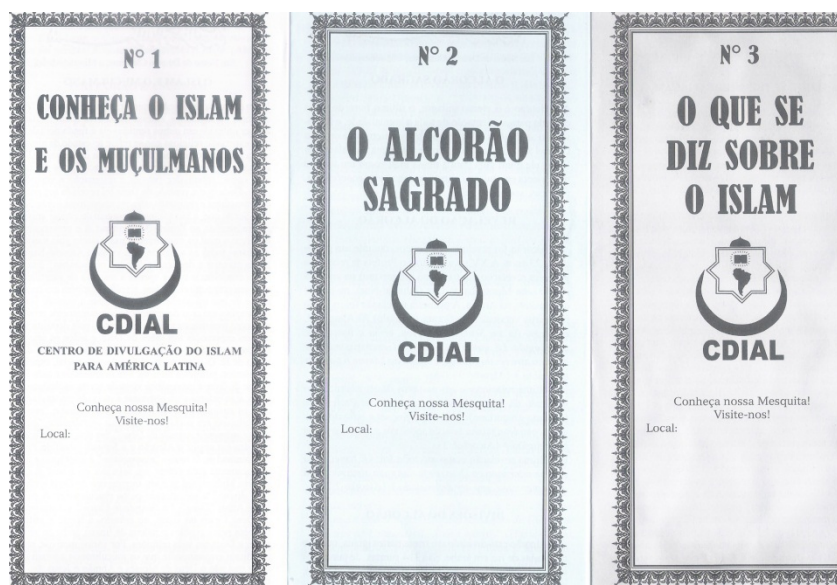 N° 1
CONHEÇA O ISLAM
E OS MUÇULMANOS
CDIAL
CENTRO DE DIVULGAÇÃO DO ISLAM
PARA AMÉRICA LATINA
Conheça nossa Mesquita!
Visite-nos!
Local:
N° 2
O ALCORÃO
SAGRADO
CDIAL
Conheça nossa Mesquita!
Visite-nos!
Local:
N° 3
O QUE SE
DIZ SOBRE
O ISLAM
CDIAL
Conheça nossa Mesquita!
Visite-nos!
Local: